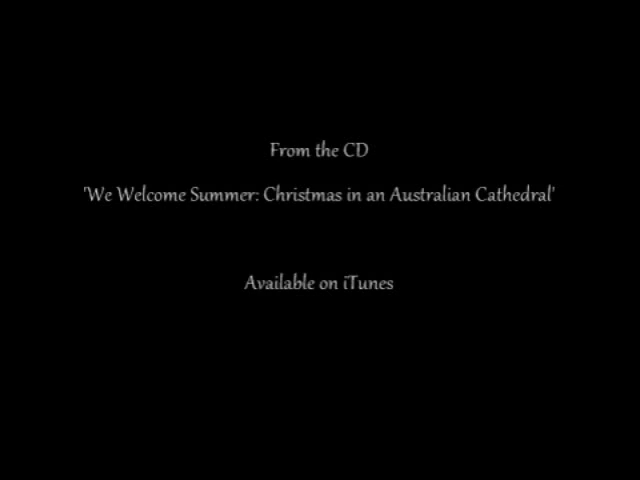 From the CD
'We Welcome Summer: Christmas in an Australian Cathedral'
Available on iTunes